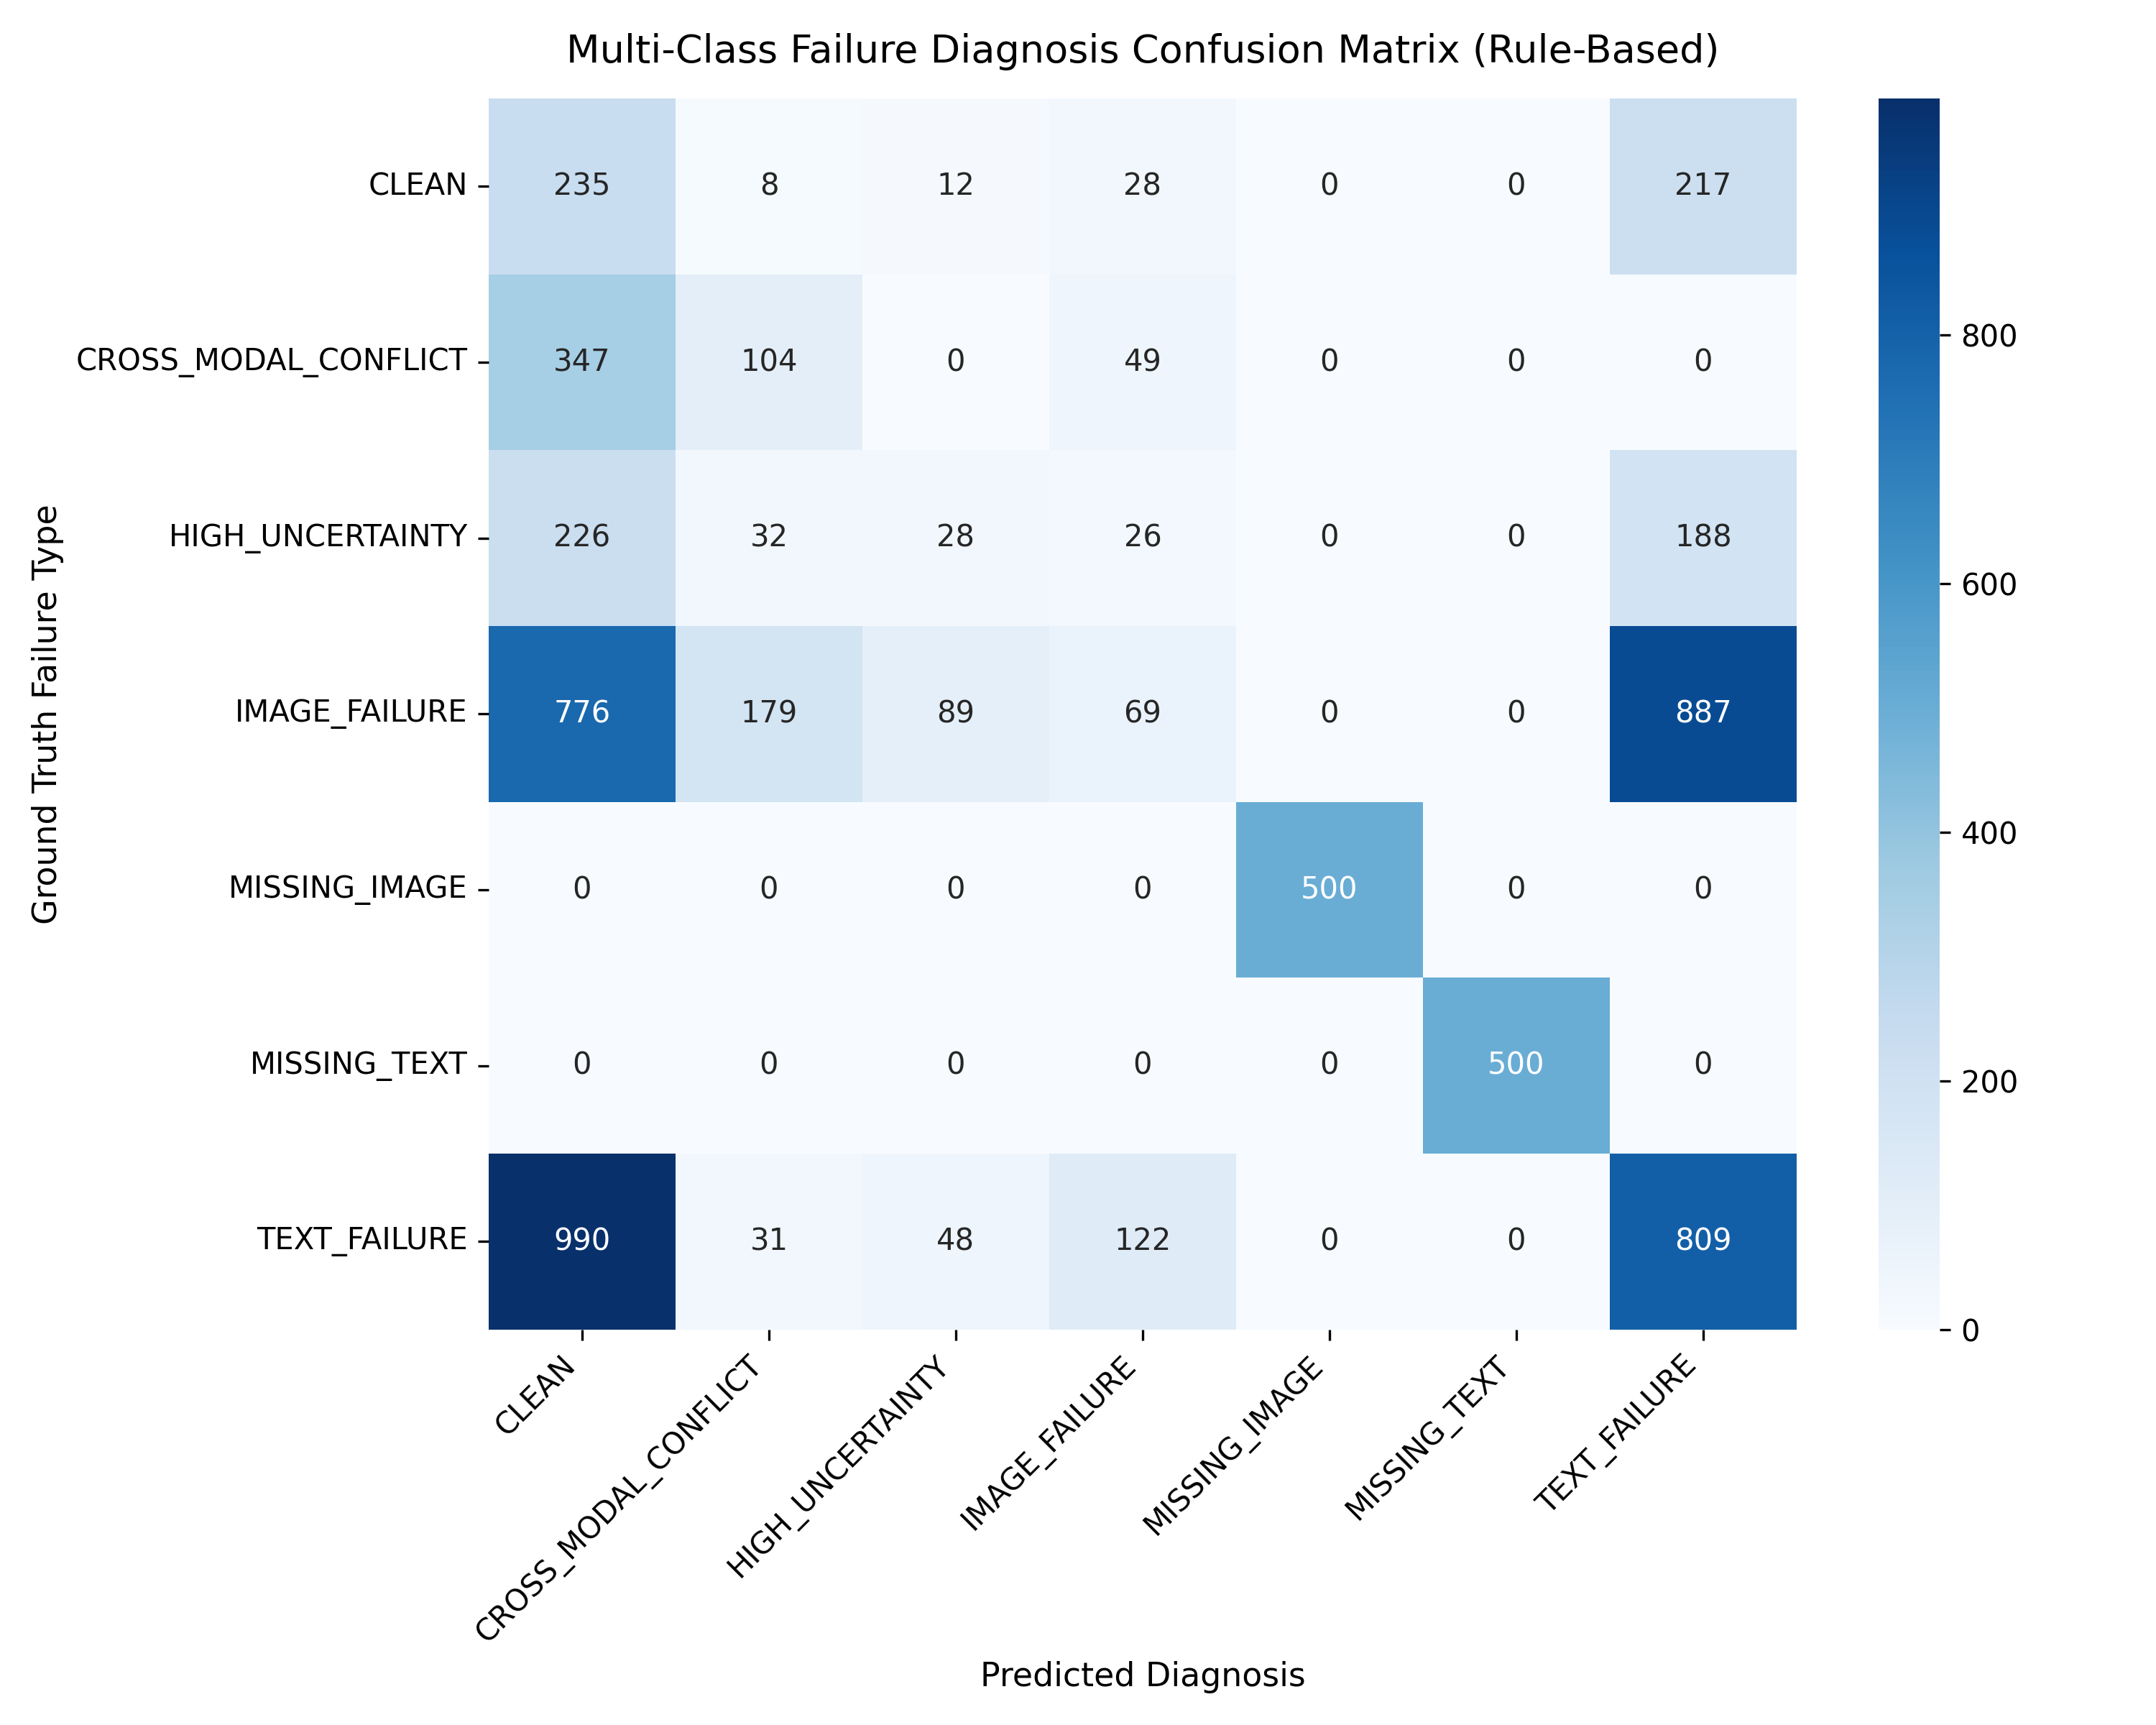 Multi-Class Failure Diagnosis Confusion Matrix (Rule-Based)
Ground Truth Failure Type
CLEAN 235 8 12 28 0 0 217
CROSS_MODAL_CONFLICT 347 104 0 49 0 0 0
HIGH_UNCERTAINTY 226 32 28 26 0 0 188
IMAGE_FAILURE 776 179 89 69 0 0 887
MISSING_IMAGE 0 0 0 0 500 0 0
MISSING_TEXT 0 0 0 0 0 500 0
TEXT_FAILURE 990 31 48 122 0 0 809
CLEAN
CROSS_MODAL_CONFLICT
HIGH_UNCERTAINTY
IMAGE_FAILURE
MISSING_IMAGE
MISSING_TEXT
TEXT_FAILURE
Predicted Diagnosis
800
600
400
200
0